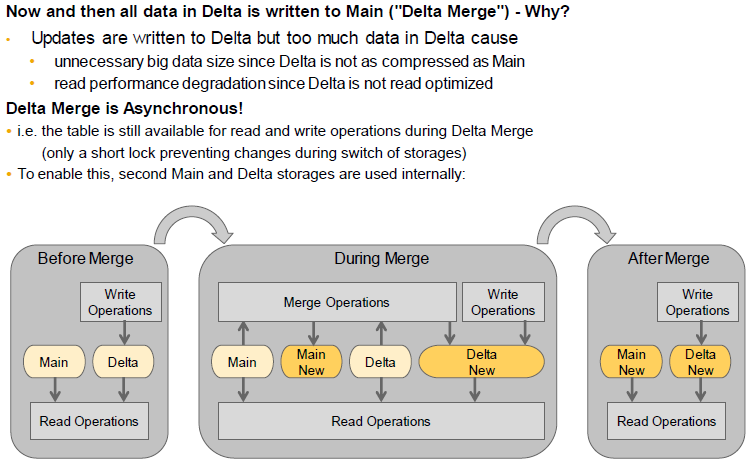 Now and then all data in Delta is written to Main ("Delta Merge") - Why?
• Updates are written to Delta but too much data in Delta cause
• unnecessary big data size since Delta is not as compressed as Main
• read performance degradation since Delta is not read optimized
Delta Merge is Asynchronous!
• i.e. the table is still available for read and write operations during Delta Merge
(only a short lock preventing changes during switch of storages)
• To enable this, second Main and Delta storages are used internally:
Before Merge
Write
Operations
Main
Delta
Read Operations
During Merge
Merge Operations
Write
Operations
Main
Main
New
Delta
Delta
New
Read Operations
After Merge
Write
Operations
Main
New
Delta
New
Read Operations